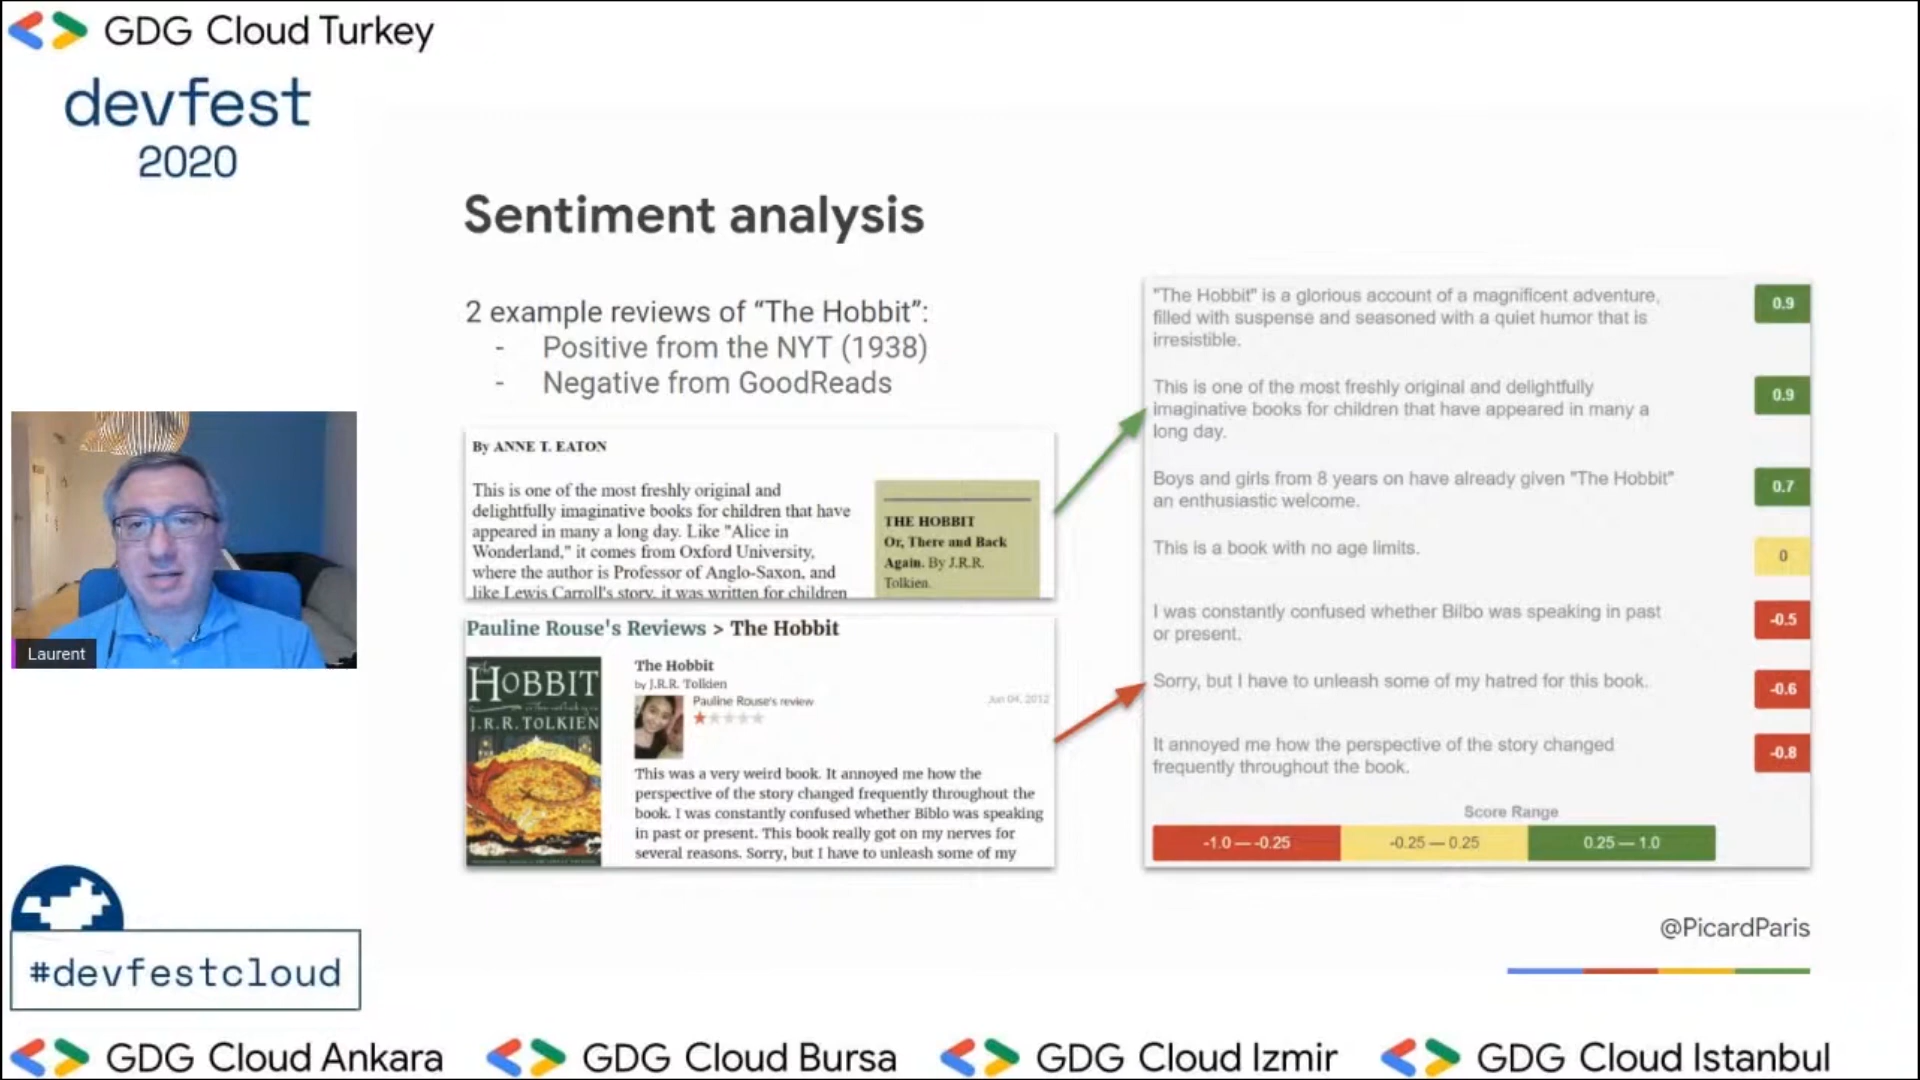 GDG Cloud Turkey
devfest
2020
Sentiment analysis
2 example reviews of “The Hobbit”:
- Positive from the NYT (1938)
- Negative from GoodReads
By ANNE T. EATON
This is one of the most freshly original and
delightfully imaginative books for children that have
appeared in many a long day. Like "Alice in
Wonderland," it comes from Oxford University,
where the author is Professor of Anglo-Saxon, and
like Lewis Carroll's story, it was written for children
THE HOBBIT
Or, There and Back
Again. By J.R.R.
Tolkien.
Pauline Rouse's Reviews > The Hobbit
The HOBBIT
J.R.R. TOLKIEN
The Hobbit
by J.R.R. Tolkien
Pauline Rouse's review
Jun 04, 2012
This was a very weird book. It annoyed me how the
perspective of the story changed frequently throughout the
book. I was constantly confused whether Biblo was speaking
in past or present. This book really got on my nerves for
several reasons. Sorry, but I have to unleash some of my
"The Hobbit" is a glorious account of a magnificent adventure,
filled with suspense and seasoned with a quiet humor that is
irresistible.
0.9
This is one of the most freshly original and delightfully
imaginative books for children that have appeared in many a
long day.
0.9
Boys and girls from 8 years on have already given "The Hobbit"
an enthusiastic welcome.
0.7
This is a book with no age limits.
0
I was constantly confused whether Bilbo was speaking in past
or present.
-0.5
Sorry, but I have to unleash some of my hatred for this book.
-0.6
It annoyed me how the perspective of the story changed
frequently throughout the book.
-0.8
Score Range
-1.0 — -0.25
-0.25 — 0.25
0.25 — 1.0
Laurent
@PicardParis
#devfestcloud
GDG Cloud Ankara
GDG Cloud Bursa
GDG Cloud Izmir
GDG Cloud Istanbul